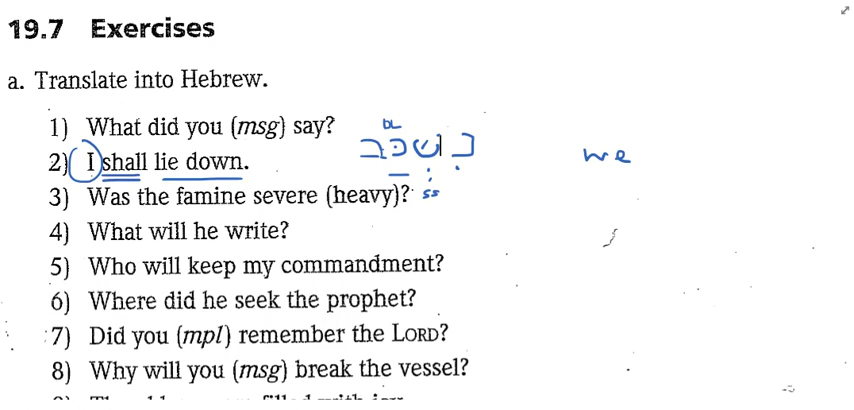 19.7 Exercises
a. Translate into Hebrew.
1) What did you (msg) say?
DL
2) I shall lie down.
נִשְׁכַּב
we
3) Was the famine severe (heavy)?
ss
4) What will he write?
5) Who will keep my commandment?
6) Where did he seek the prophet?
7) Did you (mpl) remember the LORD?
8) Why will you (msg) break the vessel?